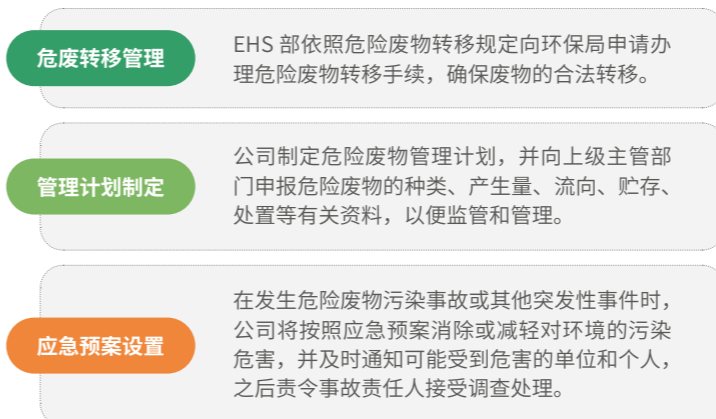 危废转移管理
EHS 部依照危险废物转移规定向环保局申请办
理危险废物转移手续，确保废物的合法转移。
管理计划制定
公司制定危险废物管理计划，并向上级主管部
门申报危险废物的种类、产生量、流向、贮存、
处置等有关资料，以便监管和管理。
应急预案设置
在发生危险废物污染事故或其他突发性事件时，
公司将按照应急预案消除或减轻对环境的污染
危害，并及时通知可能受到危害的单位和个人，
之后责令事故责任人接受调查处理。